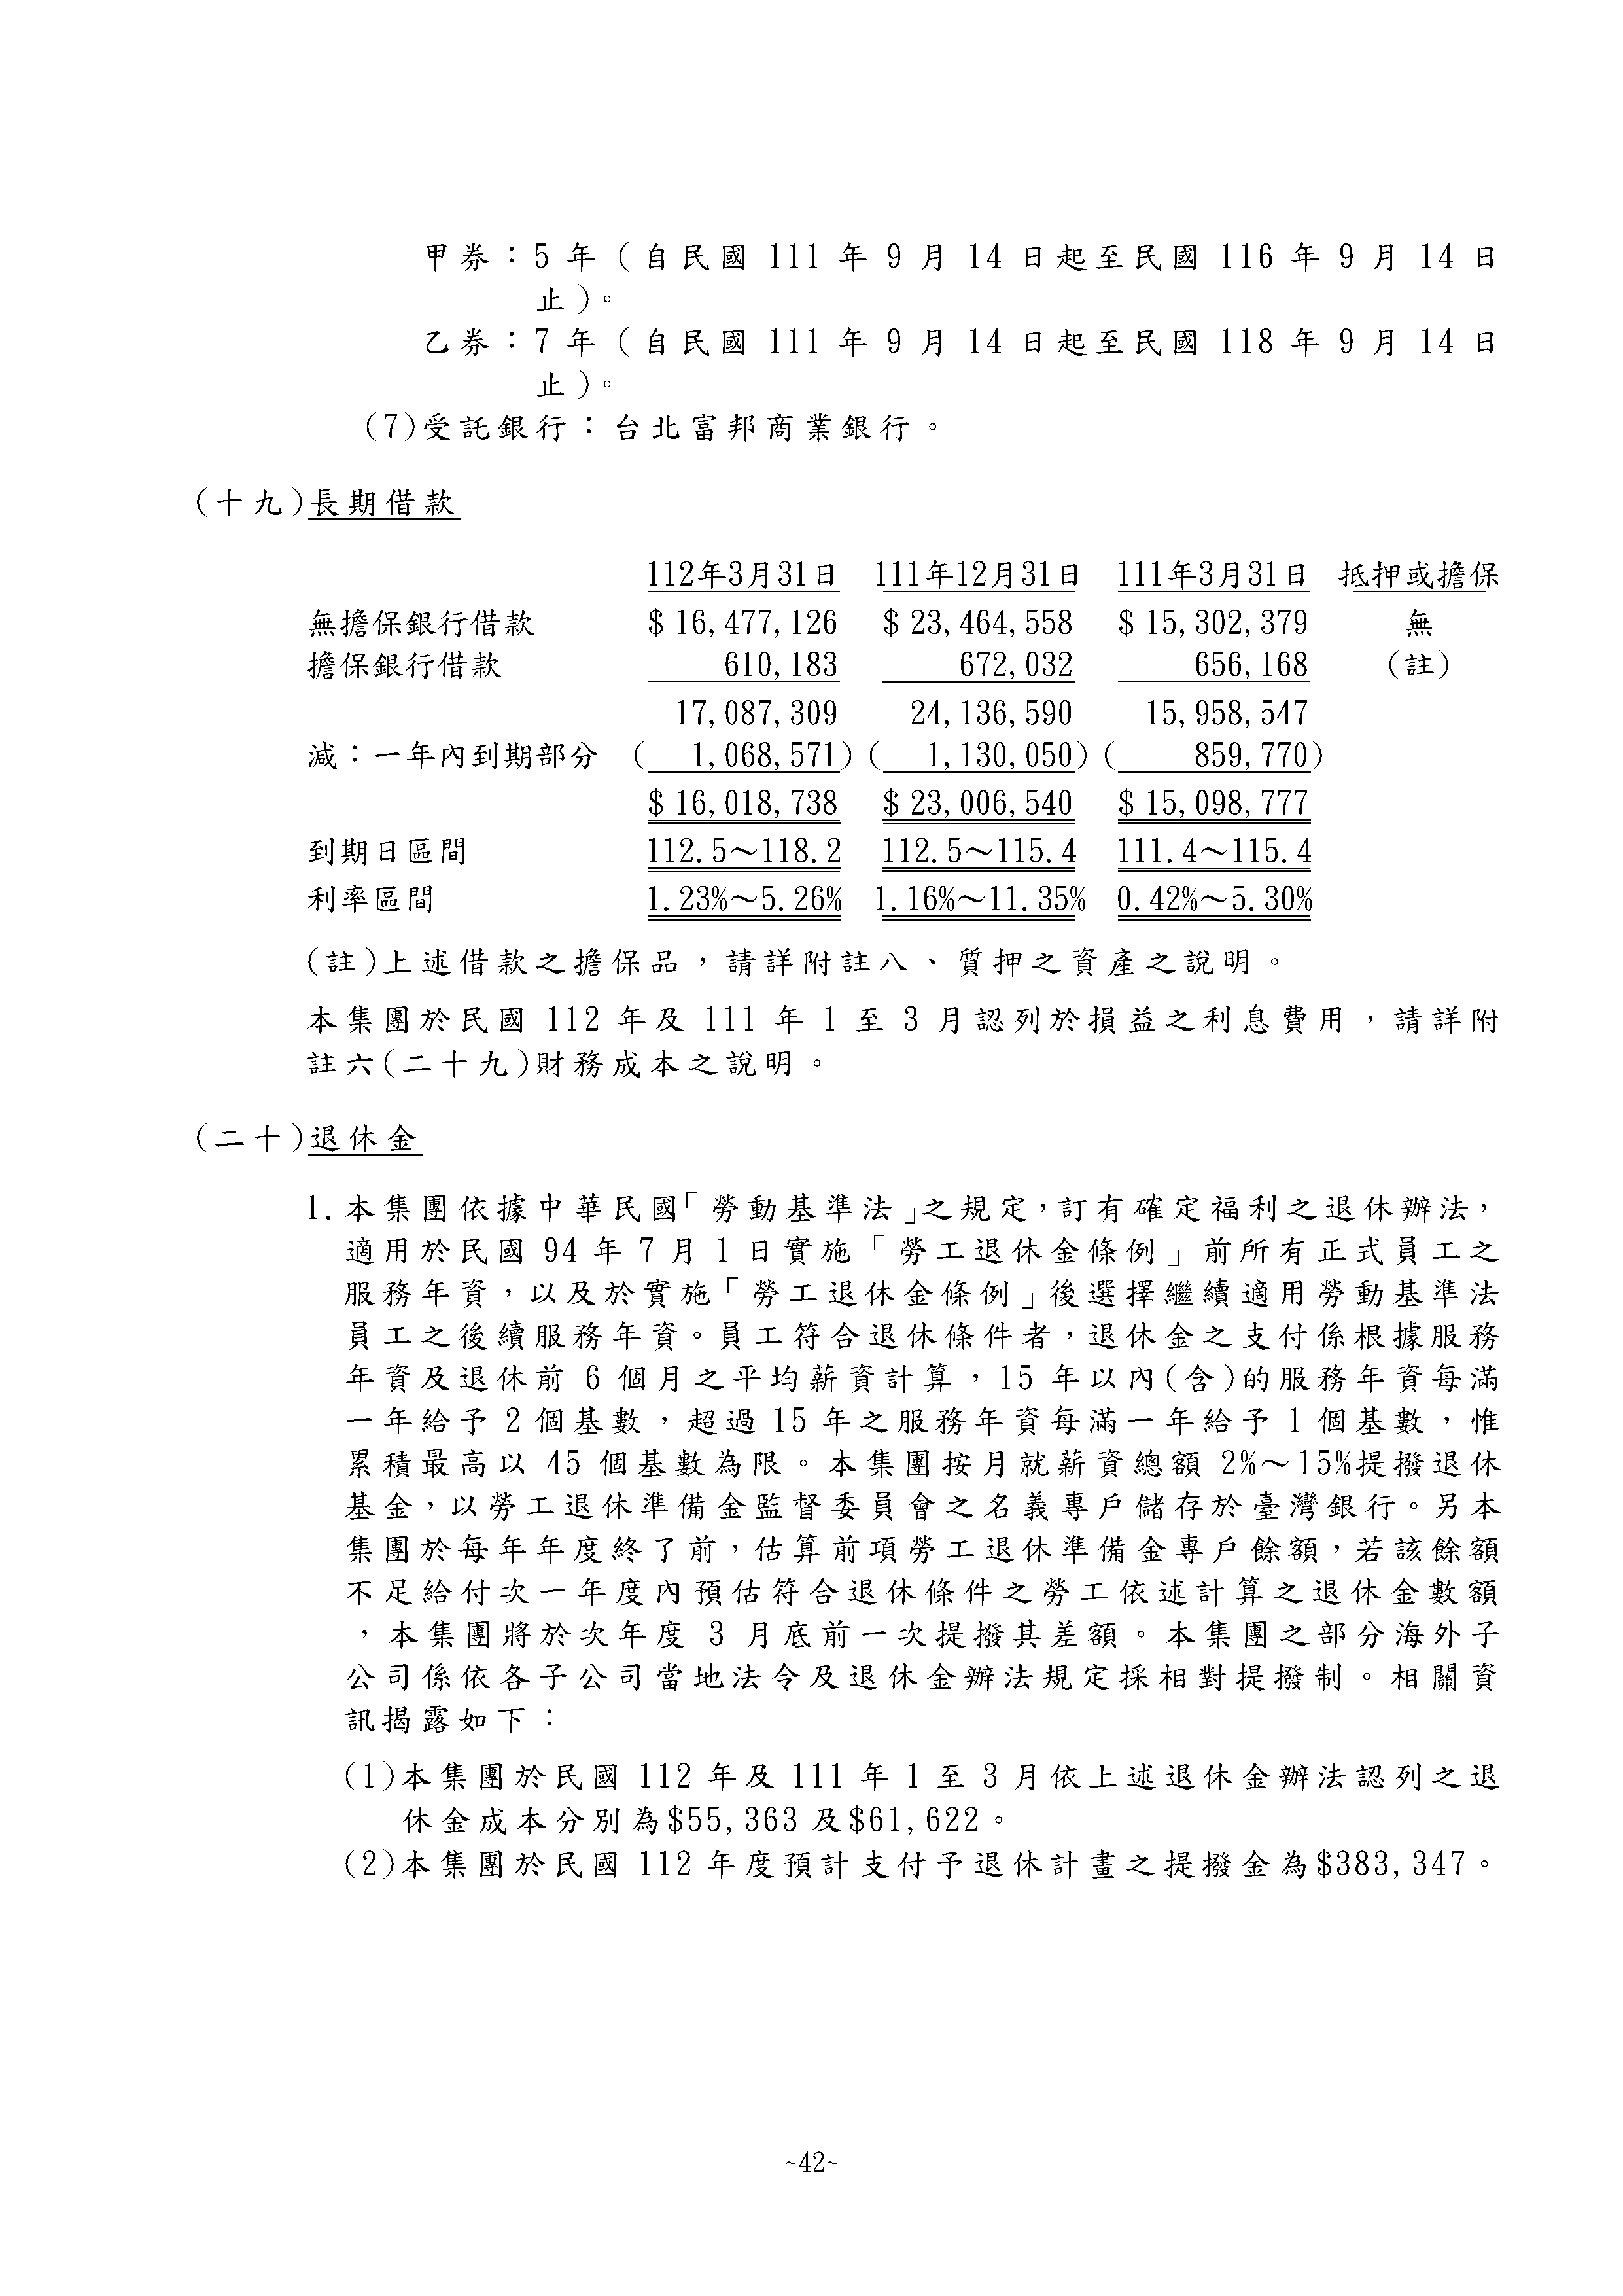 甲券：5 年（自民國 111 年 9 月 14 日起至民國 116 年 9 月 14 日
止）。
乙券：7 年（自民國 111 年 9 月 14 日起至民國 118 年 9 月 14 日
止）。
(7)受託銀行：台北富邦商業銀行。
(十九)長期借款
112年3月31日 111年12月31日 111年3月31日 抵押或擔保
無擔保銀行借款 $ 16,477,126 $ 23,464,558 $ 15,302,379 無
擔保銀行借款 610,183 672,032 656,168 (註)
17,087,309 24,136,590 15,958,547
減：一年內到期部分 ( 1,068,571) ( 1,130,050) ( 859,770)
$ 16,018,738 $ 23,006,540 $ 15,098,777
到期日區間 112.5～118.2 112.5～115.4 111.4～115.4
利率區間 1.23%～5.26% 1.16%～11.35% 0.42%～5.30%
(註)上述借款之擔保品，請詳附註八、質押之資產之說明。
本集團於民國 112 年及 111 年 1 至 3 月認列於損益之利息費用，請詳附
註六(二十九)財務成本之說明。
(二十)退休金
1.本集團依據中華民國「勞動基準法」之規定，訂有確定福利之退休辦法，
適用於民國 94 年 7 月 1 日實施「勞工退休金條例」前所有正式員工之
服務年資，以及於實施「勞工退休金條例」後選擇繼續適用勞動基準法
員工之後續服務年資。員工符合退休條件者，退休金之支付係根據服務
年資及退休前 6 個月之平均薪資計算，15 年以內(含)的服務年資每滿
一年給予 2 個基數，超過 15 年之服務年資每滿一年給予 1 個基數，惟
累積最高以 45 個基數為限。本集團按月就薪資總額 2%～15%提撥退休
基金，以勞工退休準備金監督委員會之名義專戶儲存於臺灣銀行。另本
集團於每年年度終了前，估算前項勞工退休準備金專戶餘額，若該餘額
不足給付次一年度內預估符合退休條件之勞工依述計算之退休金數額
，本集團將於次年度 3 月底前一次提撥其差額。本集團之部分海外子
公司係依各子公司當地法令及退休金辦法規定採相對提撥制。相關資
訊揭露如下：
(1)本集團於民國 112 年及 111 年 1 至 3 月依上述退休金辦法認列之退
休金成本分別為$55,363 及$61,622。
(2)本集團於民國 112 年度預計支付予退休計畫之提撥金為$383,347。
~42~